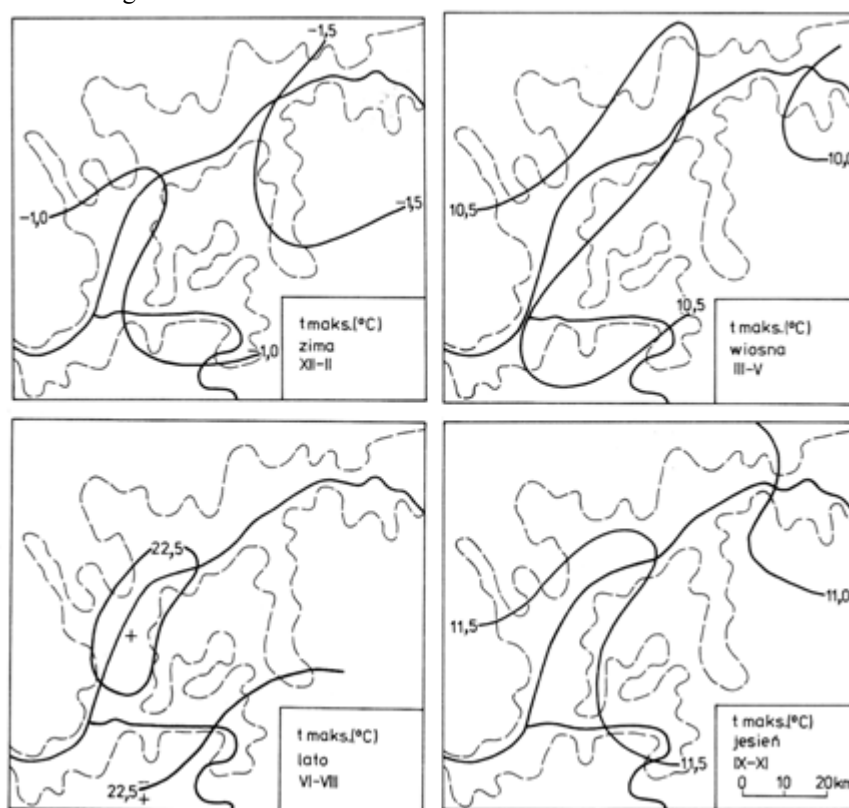 -1,5
-1,0
-1,5
-1,0
t maks.(°C)
zima
XII-II
10,5
10,0
10,5
t maks.(°C)
wiosna
III-V
22,5
+
22,5
-
+
t maks.(°C)
lato
VI-VIII
11,5
11,0
11,5
t maks.(°C)
jesień
IX-XI
0 10 20km